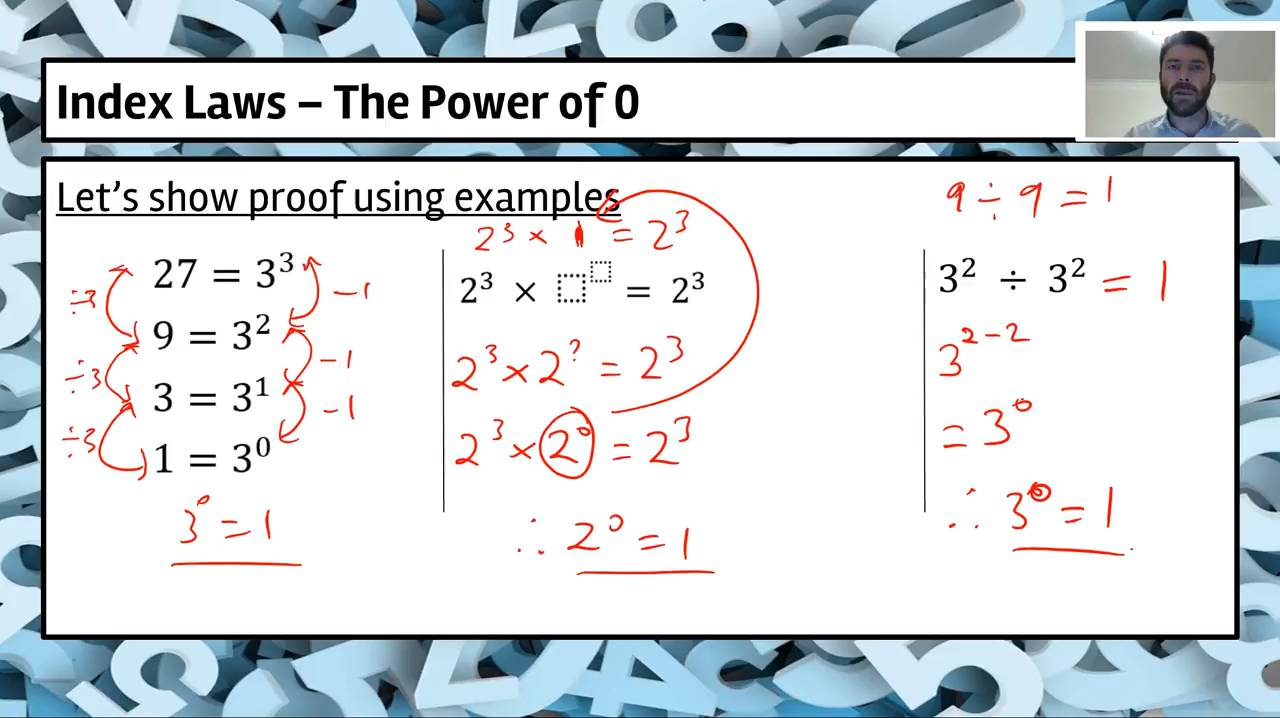 Index Laws – The Power of 0
Let's show proof using examples
27 = 3³
9 = 3²
3 = 3¹
1 = 3⁰
÷3
÷3
÷3
−1
−1
−1
3⁰ = 1
2³ × 1 = 2³
2³ × ⬚^⬚ = 2³
2³ × 2^? = 2³
2³ × 2⁰ = 2³
∴ 2⁰ = 1
9 ÷ 9 = 1
3² ÷ 3² = 1
3²⁻²
= 3⁰
∴ 3⁰ = 1